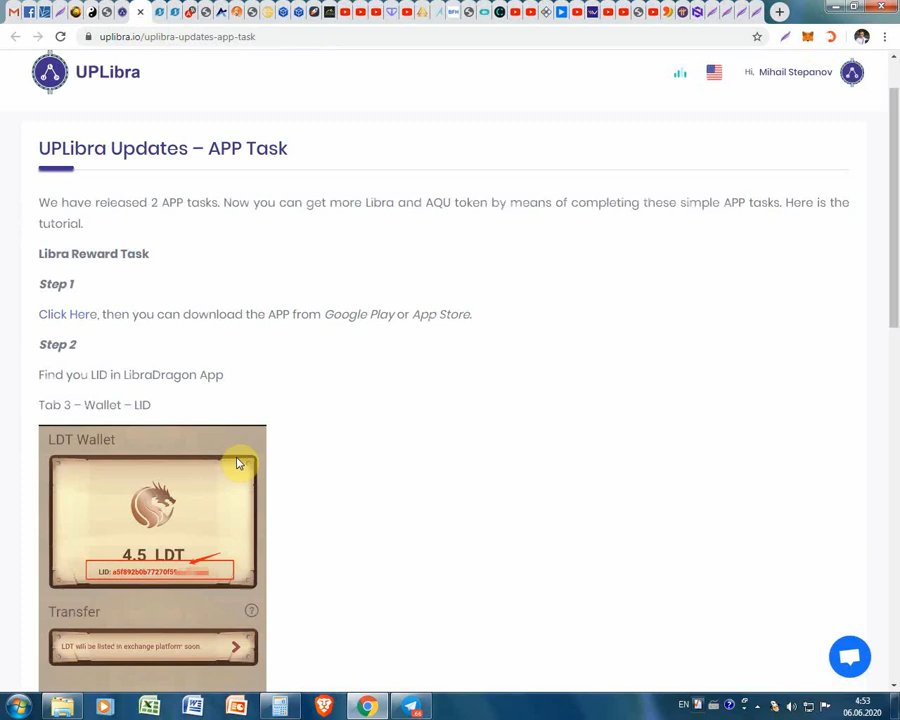 uplibra.io/uplibra-updates-app-task
UPLibra
Hi, Mihail Stepanov
UPLibra Updates – APP Task
We have released 2 APP tasks. Now you can get more Libra and AQU token by means of completing these simple APP tasks. Here is the
tutorial.
Libra Reward Task
Step 1
Click Here, then you can download the APP from Google Play or App Store.
Step 2
Find you LID in LibraDragon App
Tab 3 – Wallet – LID
LDT Wallet
4.5 LDT
LID: a5f892b0b77270f59
Transfer
LDT will be listed in exchange platform soon.
EN
4:53
06.06.2020